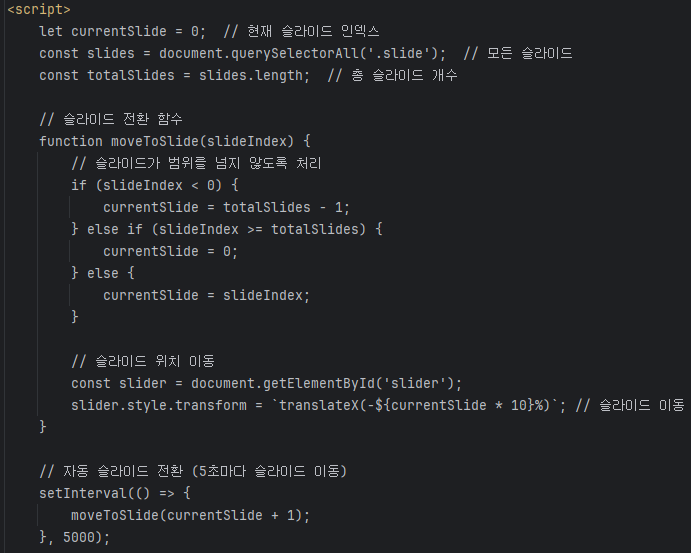 <script>
let currentSlide = 0;  // 현재 슬라이드 인덱스
const slides = document.querySelectorAll('.slide');  // 모든 슬라이드
const totalSlides = slides.length;  // 총 슬라이드 개수
// 슬라이드 전환 함수
function moveToSlide(slideIndex) {
// 슬라이드가 범위를 넘지 않도록 처리
if (slideIndex < 0) {
currentSlide = totalSlides - 1;
} else if (slideIndex >= totalSlides) {
currentSlide = 0;
} else {
currentSlide = slideIndex;
}
// 슬라이드 위치 이동
const slider = document.getElementById('slider');
slider.style.transform = `translateX(-${currentSlide * 10}%)`; // 슬라이드 이동
}
// 자동 슬라이드 전환 (5초마다 슬라이드 이동)
setInterval(() => {
moveToSlide(currentSlide + 1);
}, 5000);